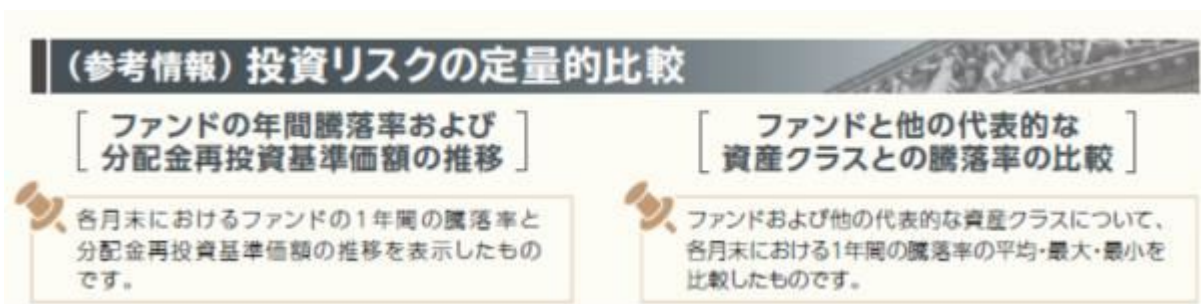 (参考情報)投資リスクの定量的比較
ファンドの年間騰落率および
分配金再投資基準価額の推移
各月末におけるファンドの1年間の騰落率と
分配金再投資基準価額の推移を表示したもの
です。
ファンドと他の代表的な
資産クラスとの騰落率の比較
ファンドおよび他の代表的な資産クラスについて、
各月末における1年間の騰落率の平均・最大・最小を
比較したものです。